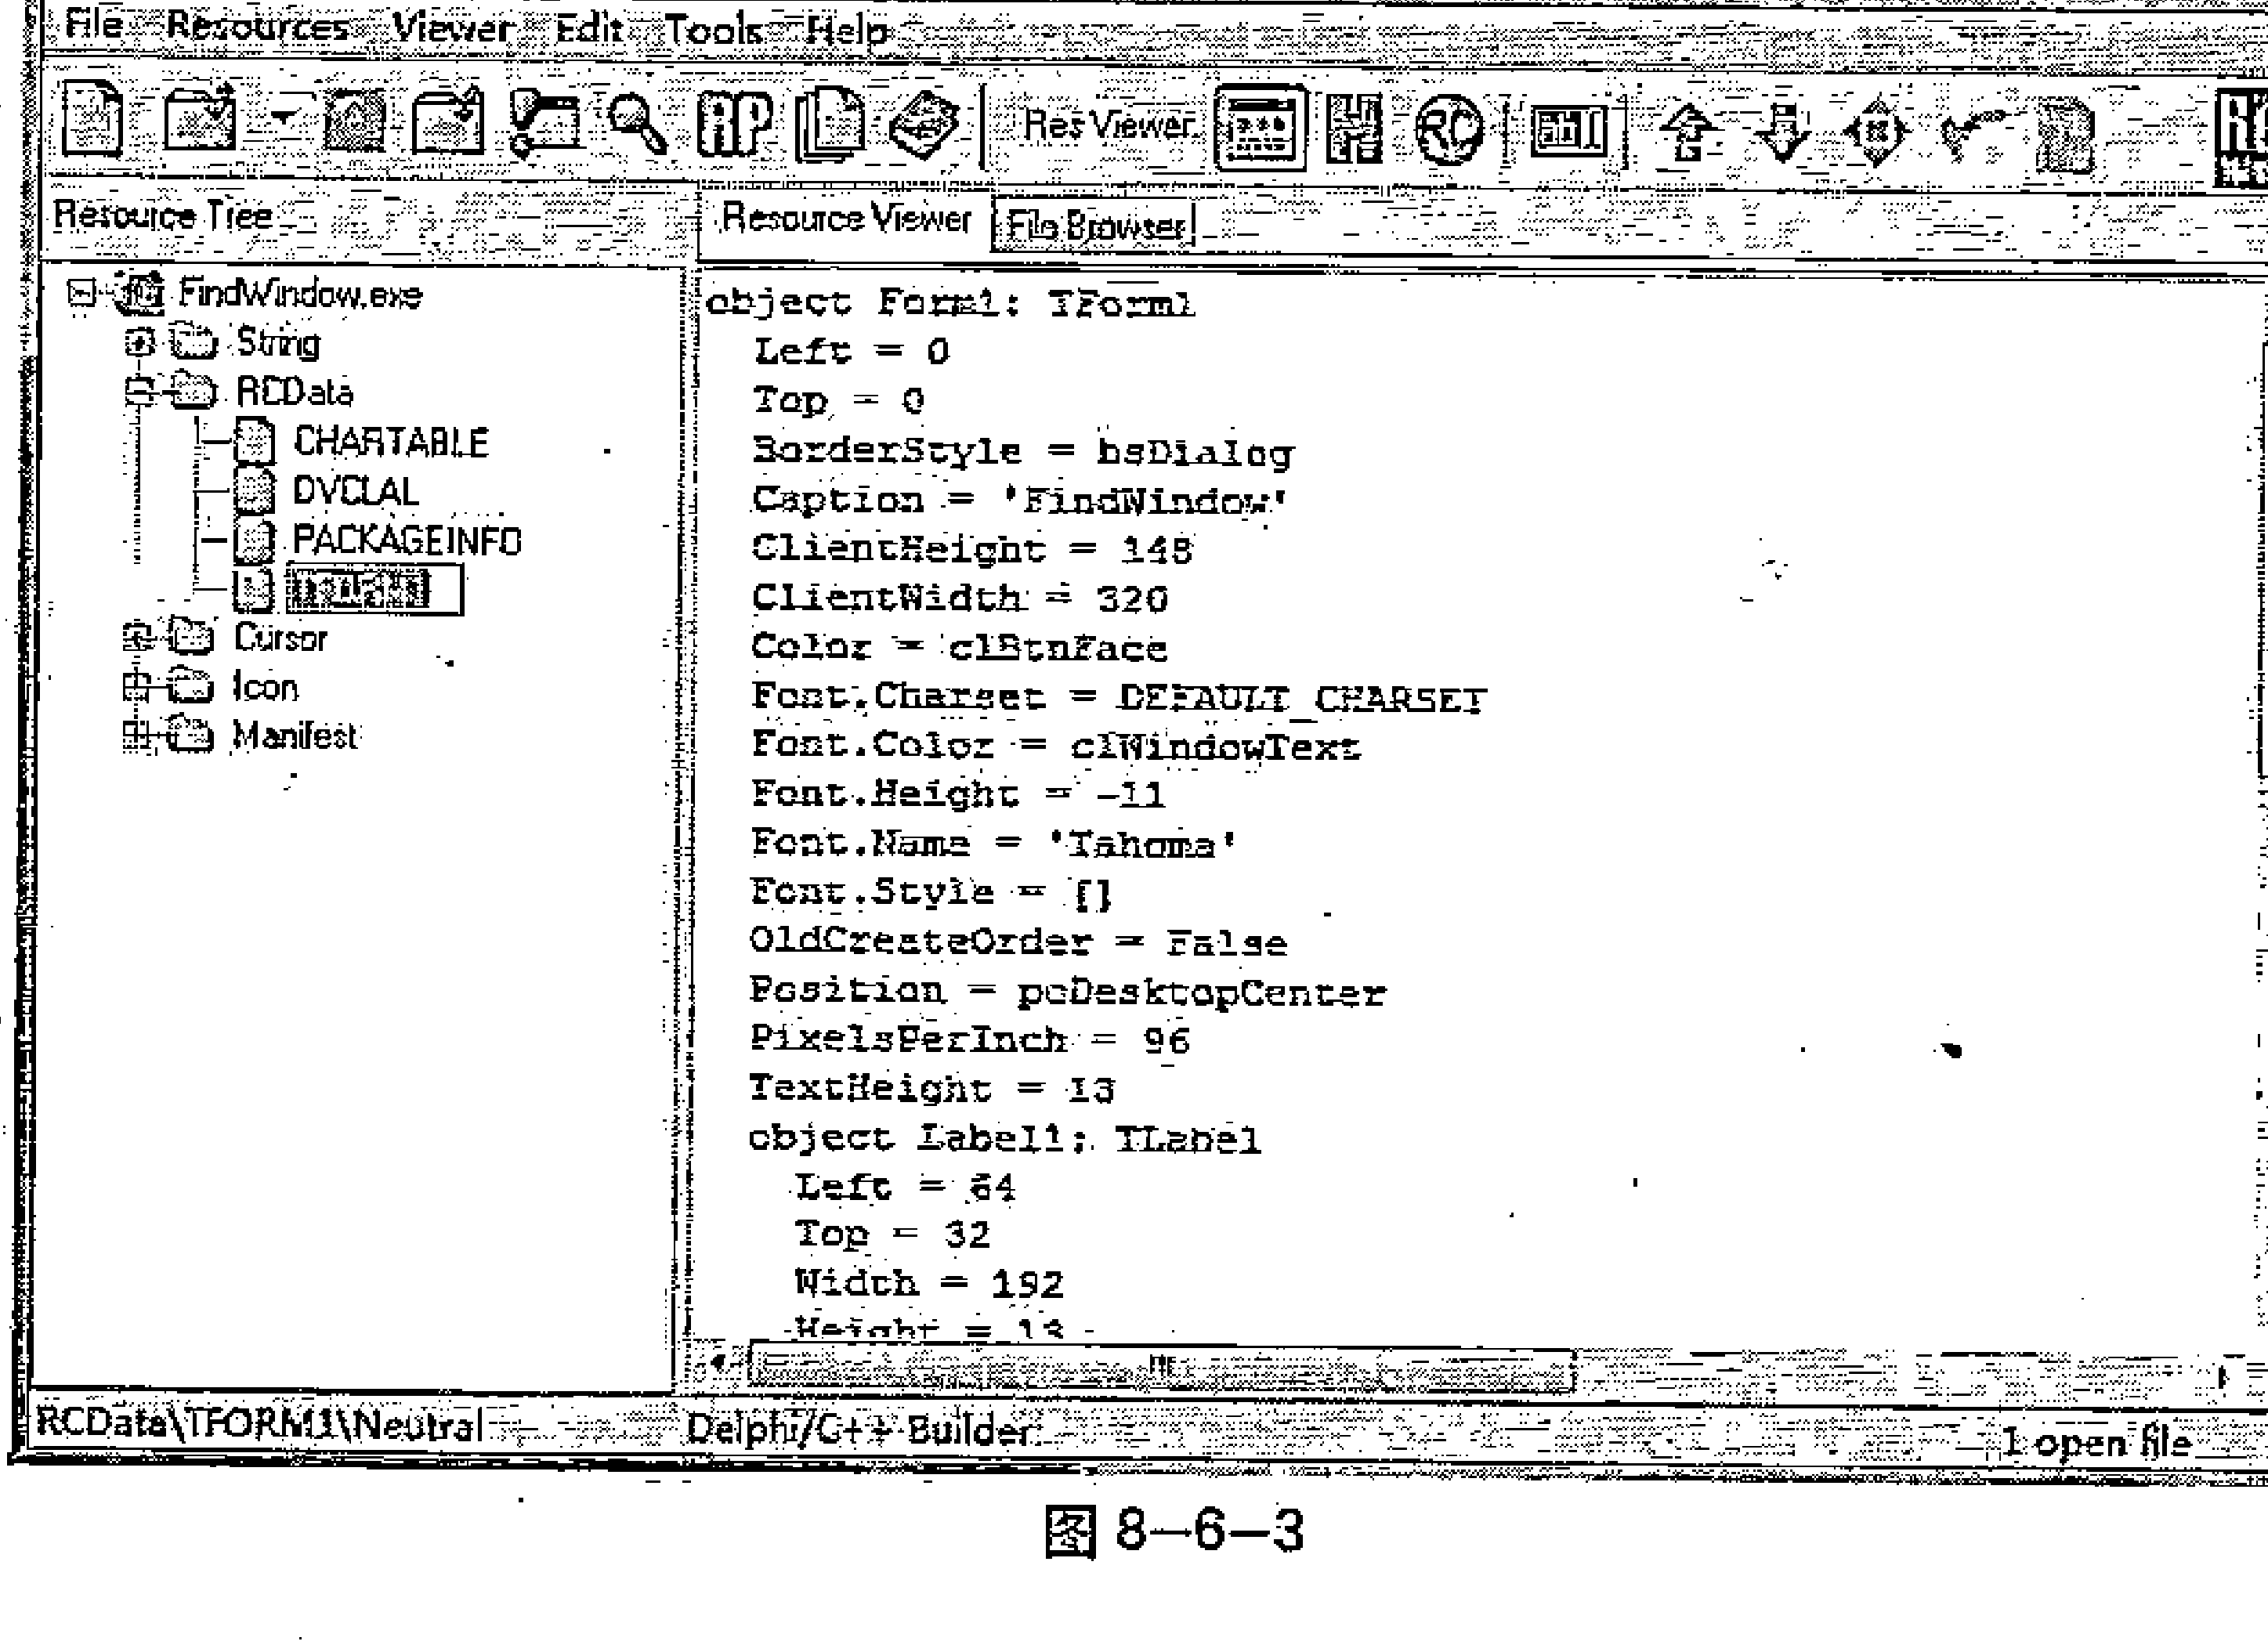 File Resources Viewer Edit Tools Help
Res Viewer
Resource Tree
Resource Viewer File Browser
FindWindow.exe
String
RCData
CHARTABLE
DVCLAL
PACKAGEINFO
TFORM1
Cursor
Icon
Manifest
object Form1: TForm1
Left = 0
Top = 0
BorderStyle = bsDialog
Caption = 'FindWindow'
ClientHeight = 148
ClientWidth = 320
Color = clBtnFace
Font.Charset = DEFAULT_CHARSET
Font.Color = clWindowText
Font.Height = -11
Font.Name = 'Tahoma'
Font.Style = []
OldCreateOrder = False
Position = poDesktopCenter
PixelsPerInch = 96
TextHeight = 13
object Label1: TLabel
Left = 64
Top = 32
Width = 192
Height = 13
RCData\TFORM1\Neutral Delphi/C++ Builder 1 open file
图 8-6-3